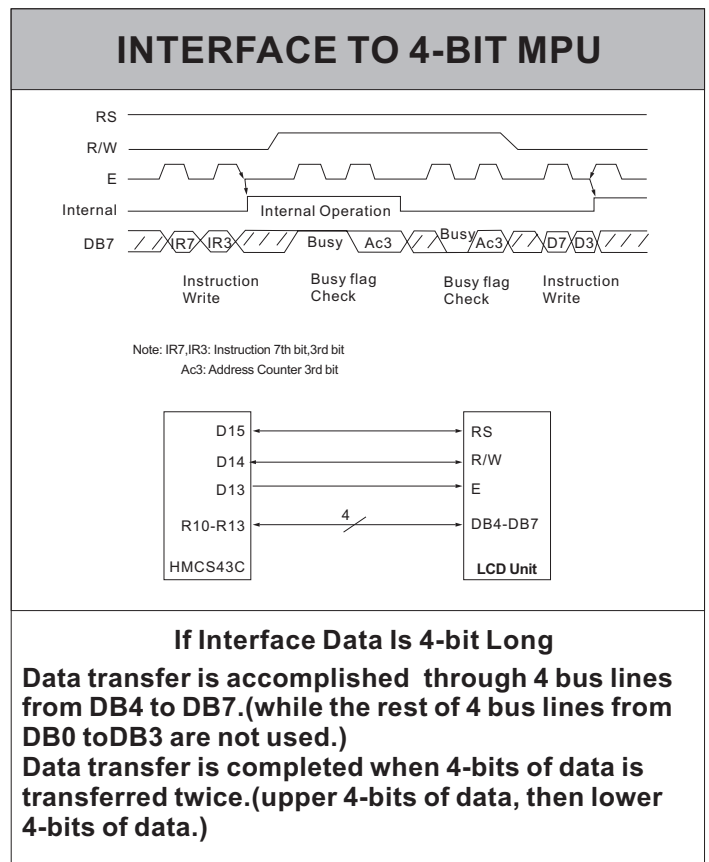 INTERFACE TO 4-BIT MPU
RS
R/W
E
Internal
Internal Operation
DB7
IR7
IR3
Busy
Ac3
Busy
Ac3
D7
D3
Instruction
Write
Busy flag
Check
Busy flag
Check
Instruction
Write
Note: IR7,IR3: Instruction 7th bit,3rd bit
Ac3: Address Counter 3rd bit
D15
RS
D14
R/W
D13
E
R10-R13
4
DB4-DB7
HMCS43C
LCD Unit
If Interface Data Is 4-bit Long
Data transfer is accomplished through 4 bus lines
from DB4 to DB7.(while the rest of 4 bus lines from
DB0 toDB3 are not used.)
Data transfer is completed when 4-bits of data is
transferred twice.(upper 4-bits of data, then lower
4-bits of data.)